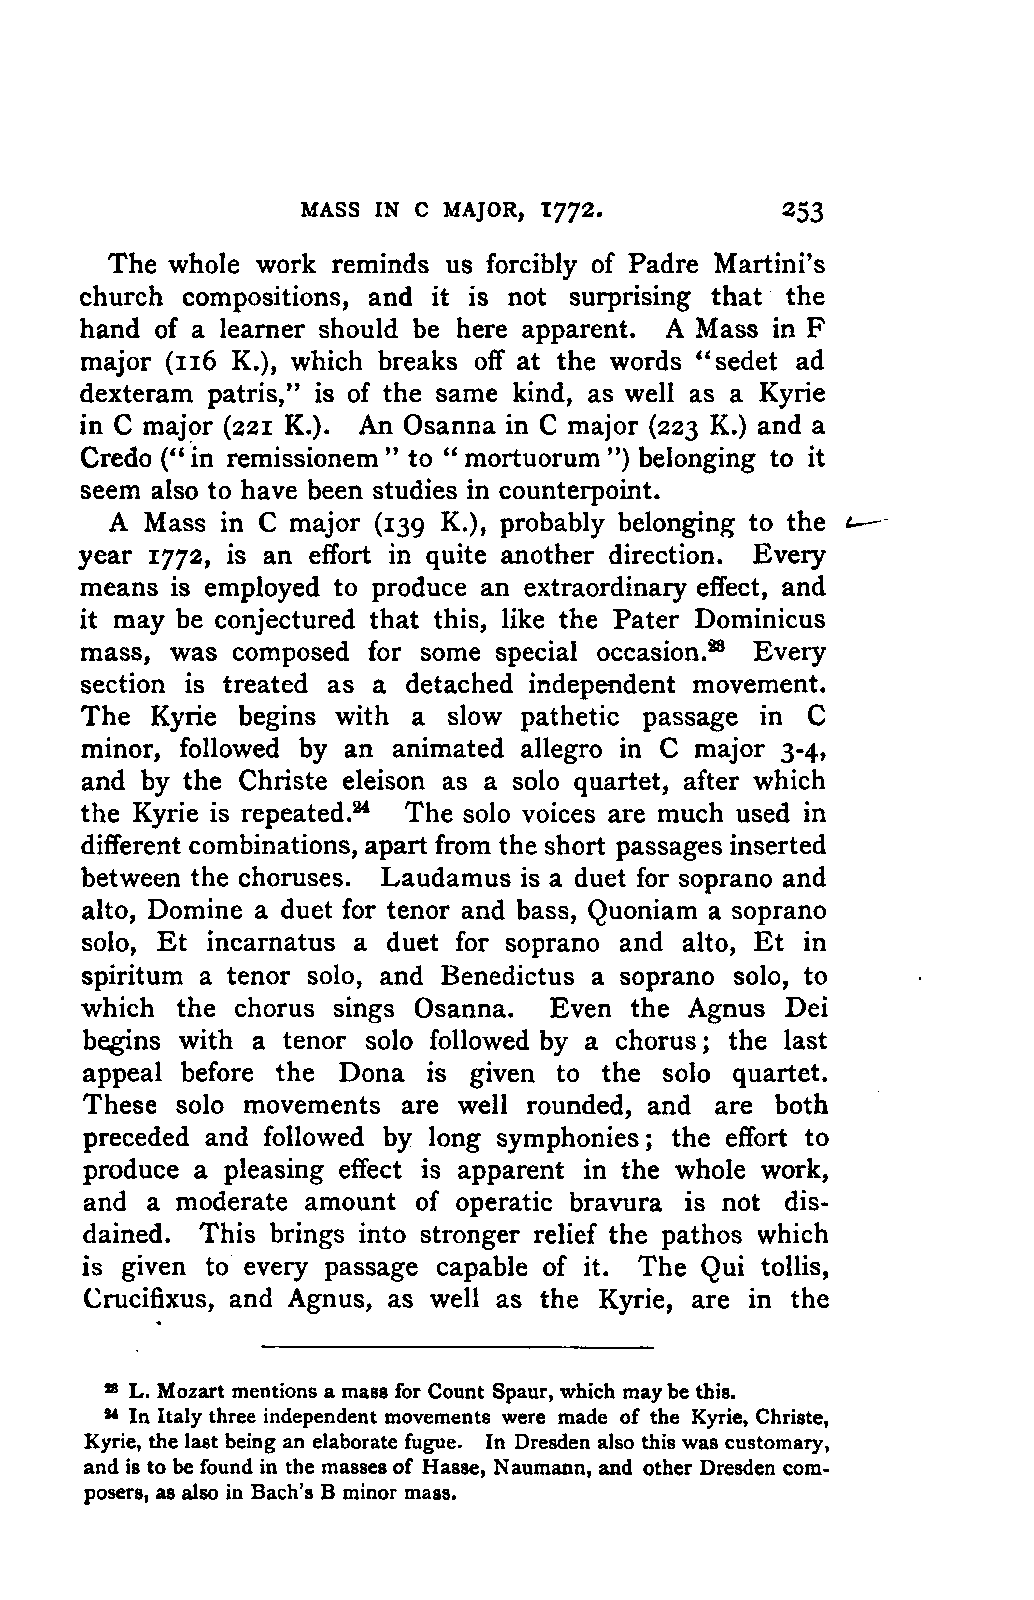 MASS IN C MAJOR, 1772. 253
The whole work reminds us forcibly of Padre Martini's
church compositions, and it is not surprising that the
hand of a learner should be here apparent. A Mass in F
major (116 K.), which breaks off at the words "sedet ad
dexteram patris," is of the same kind, as well as a Kyrie
in C major (221 K.). An Osanna in C major (223 K.) and a
Credo ("in remissionem" to "mortuorum") belonging to it
seem also to have been studies in counterpoint.
A Mass in C major (139 K.), probably belonging to the
year 1772, is an effort in quite another direction. Every
means is employed to produce an extraordinary effect, and
it may be conjectured that this, like the Pater Dominicus
mass, was composed for some special occasion.²³ Every
section is treated as a detached independent movement.
The Kyrie begins with a slow pathetic passage in C
minor, followed by an animated allegro in C major 3-4,
and by the Christe eleison as a solo quartet, after which
the Kyrie is repeated.²⁴ The solo voices are much used in
different combinations, apart from the short passages inserted
between the choruses. Laudamus is a duet for soprano and
alto, Domine a duet for tenor and bass, Quoniam a soprano
solo, Et incarnatus a duet for soprano and alto, Et in
spiritum a tenor solo, and Benedictus a soprano solo, to
which the chorus sings Osanna. Even the Agnus Dei
begins with a tenor solo followed by a chorus; the last
appeal before the Dona is given to the solo quartet.
These solo movements are well rounded, and are both
preceded and followed by long symphonies; the effort to
produce a pleasing effect is apparent in the whole work,
and a moderate amount of operatic bravura is not dis-
dained. This brings into stronger relief the pathos which
is given to every passage capable of it. The Qui tollis,
Crucifixus, and Agnus, as well as the Kyrie, are in the
²³ L. Mozart mentions a mass for Count Spaur, which may be this.
²⁴ In Italy three independent movements were made of the Kyrie, Christe,
Kyrie, the last being an elaborate fugue. In Dresden also this was customary,
and is to be found in the masses of Hasse, Naumann, and other Dresden com-
posers, as also in Bach's B minor mass.